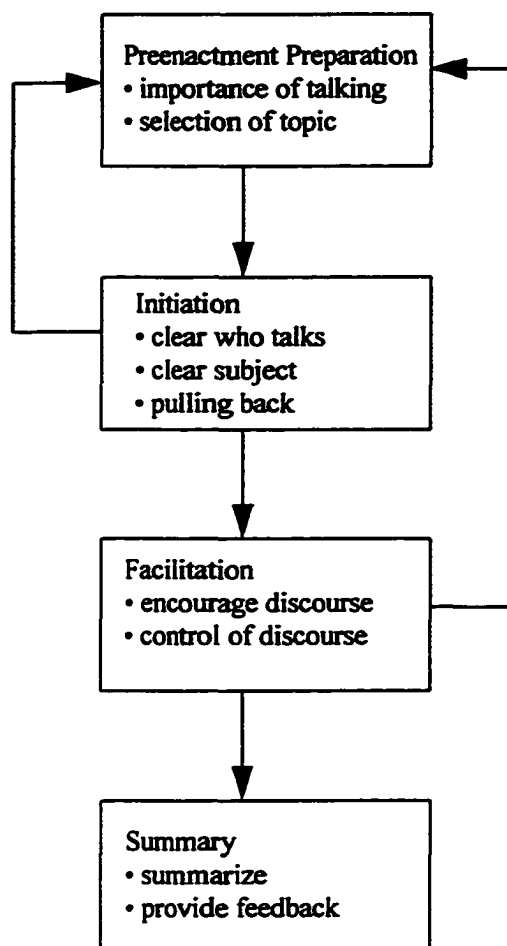 Preenactment Preparation
• importance of talking
• selection of topic
Initiation
• clear who talks
• clear subject
• pulling back
Facilitation
• encourage discourse
• control of discourse
Summary
• summarize
• provide feedback